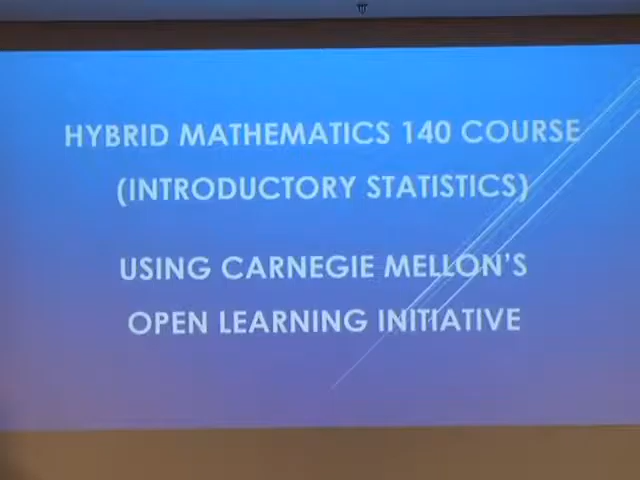 HYBRID MATHEMATICS 140 COURSE
(INTRODUCTORY STATISTICS)
USING CARNEGIE MELLON'S
OPEN LEARNING INITIATIVE